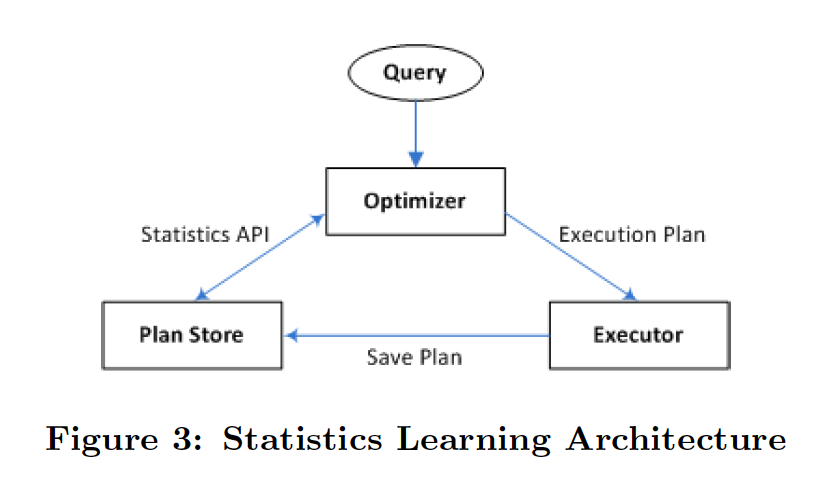 Query
Optimizer
Statistics API
Execution Plan
Plan Store
Executor
Save Plan
Figure 3: Statistics Learning Architecture